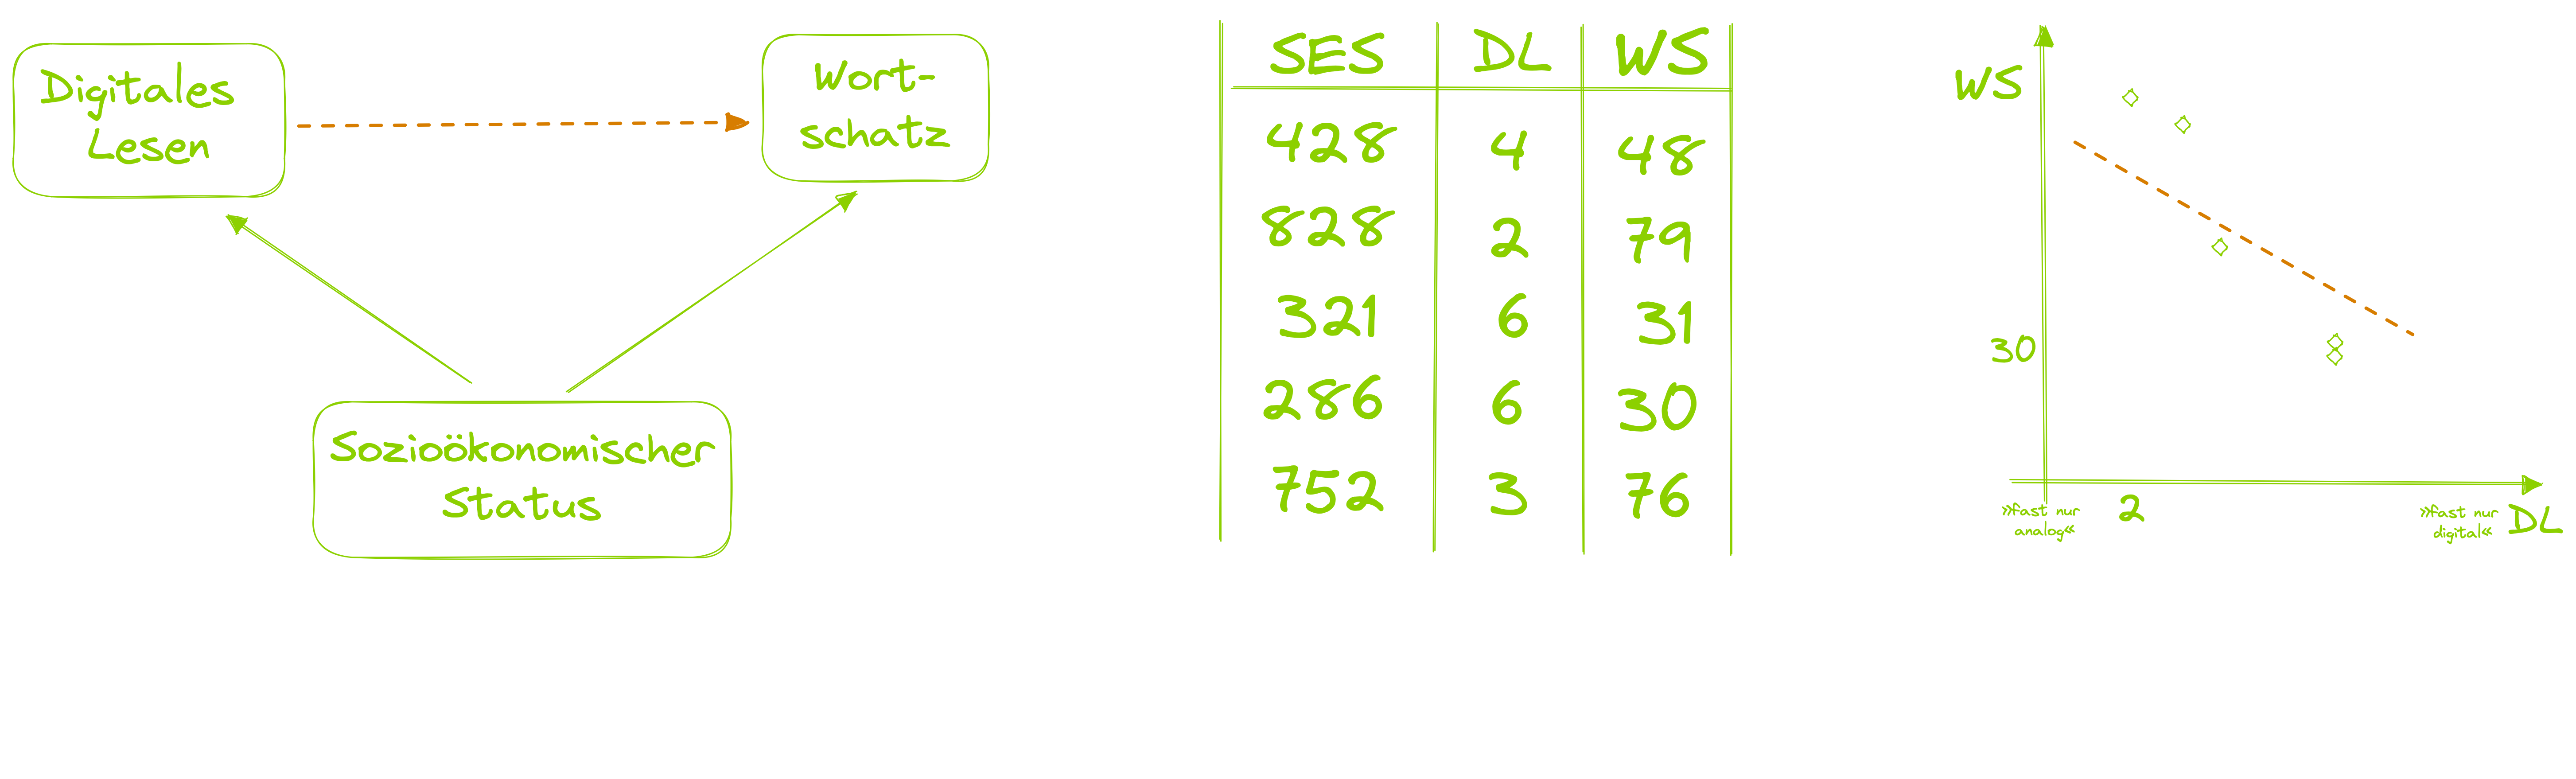 Digitales
Lesen
Wort-
schatz
Sozioökonomischer
Status
SES DL WS
428 4 48
828 2 79
321 6 31
286 6 30
752 3 76
WS
30
»fast nur
analog«
2
»fast nur
digital«
DL